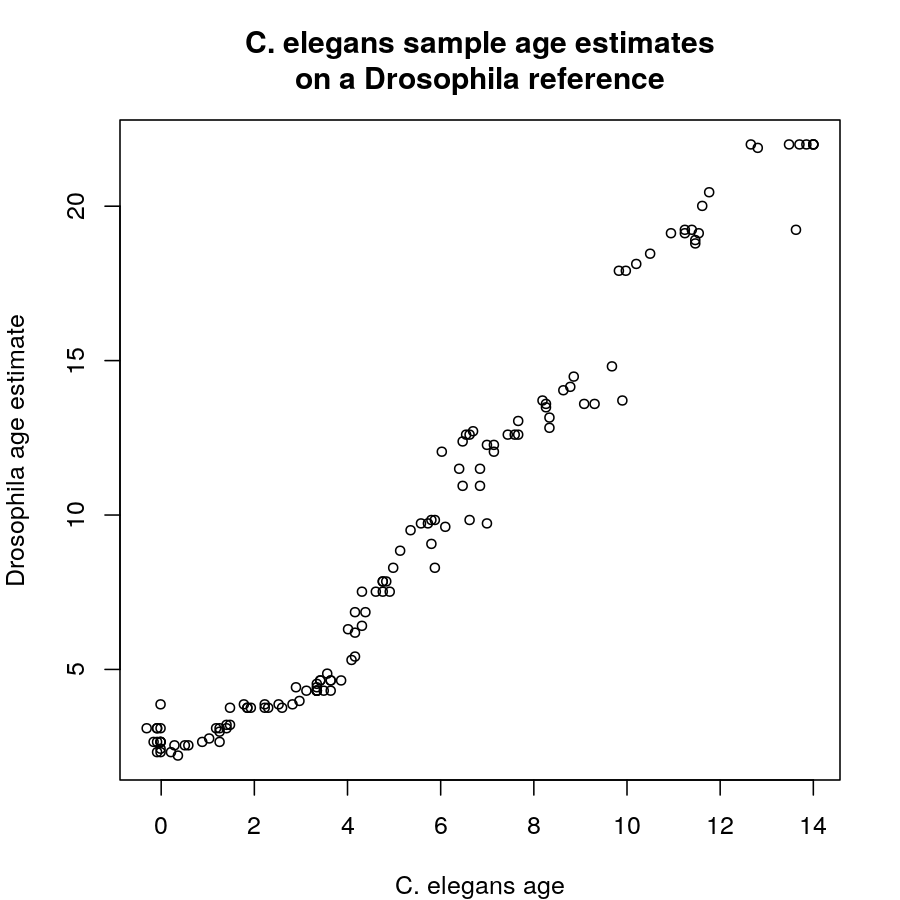 C. elegans sample age estimates
on a Drosophila reference
Drosophila age estimate
20
15
10
5
0 2 4 6 8 10 12 14
C. elegans age